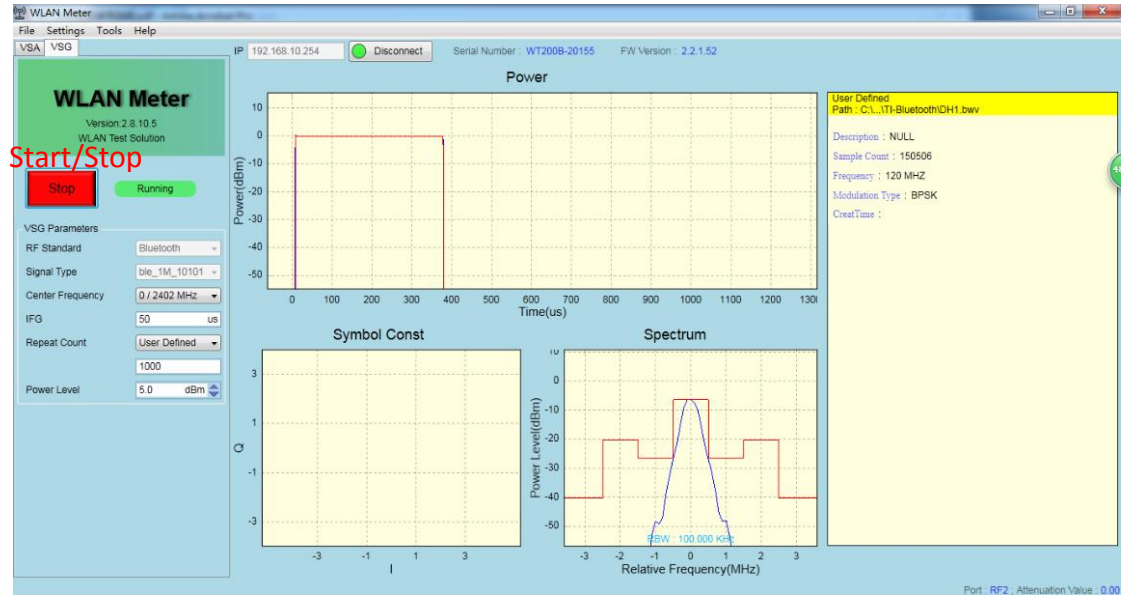 WLAN Meter
File Settings Tools Help
VSA VSG
IP 192.168.10.254 Disconnect Serial Number : WT200B-20155 FW Version : 2.2.1.52
WLAN Meter
Version:2.8.10.5
WLAN Test Solution
Start/Stop
Stop Running
VSG Parameters
RF Standard Bluetooth
Signal Type ble_1M_10101
Center Frequency 0 / 2402 MHz
IFG 50 us
Repeat Count User Defined
1000
Power Level 5.0 dBm
Power
Power(dBm)
10
0
-10
-20
-30
-40
-50
0 100 200 300 400 500 600 700 800 900 1000 1100 1200 1300
Time(us)
Symbol Const
Q
3
1
-1
-3
-3 -1 1 3
I
Spectrum
Power Level(dBm)
10
0
-10
-20
-30
-40
-50
RBW : 100.000 KHz
-3 -2 -1 0 1 2 3
Relative Frequency(MHz)
User Defined
Path : C:\...\TI-Bluetooth\DH1.bwv
Description : NULL
Sample Count : 150506
Frequency : 120 MHZ
Modulation Type : BPSK
CreatTime :
Port : RF2 ; Attenuation Value : 0.00